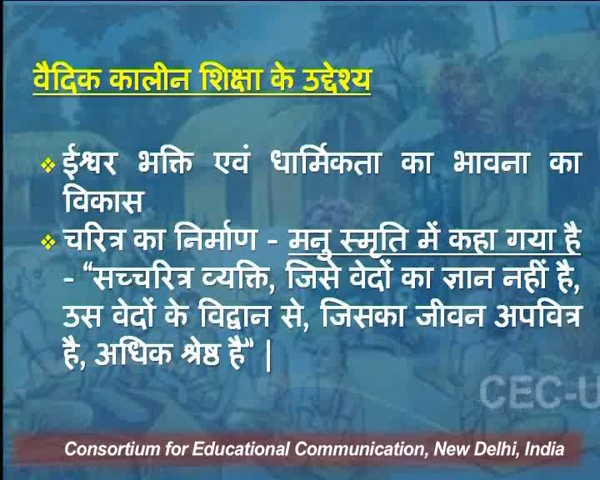 वैदिक कालीन शिक्षा के उद्देश्य
❖ ईश्वर भक्ति एवं धार्मिकता का भावना का
विकास
❖ चरित्र का निर्माण - मनु स्मृति में कहा गया है
- “सच्चरित्र व्यक्ति, जिसे वेदों का ज्ञान नहीं है,
उस वेदों के विद्वान से, जिसका जीवन अपवित्र
है, अधिक श्रेष्ठ है” |
CEC-U
Consortium for Educational Communication, New Delhi, India